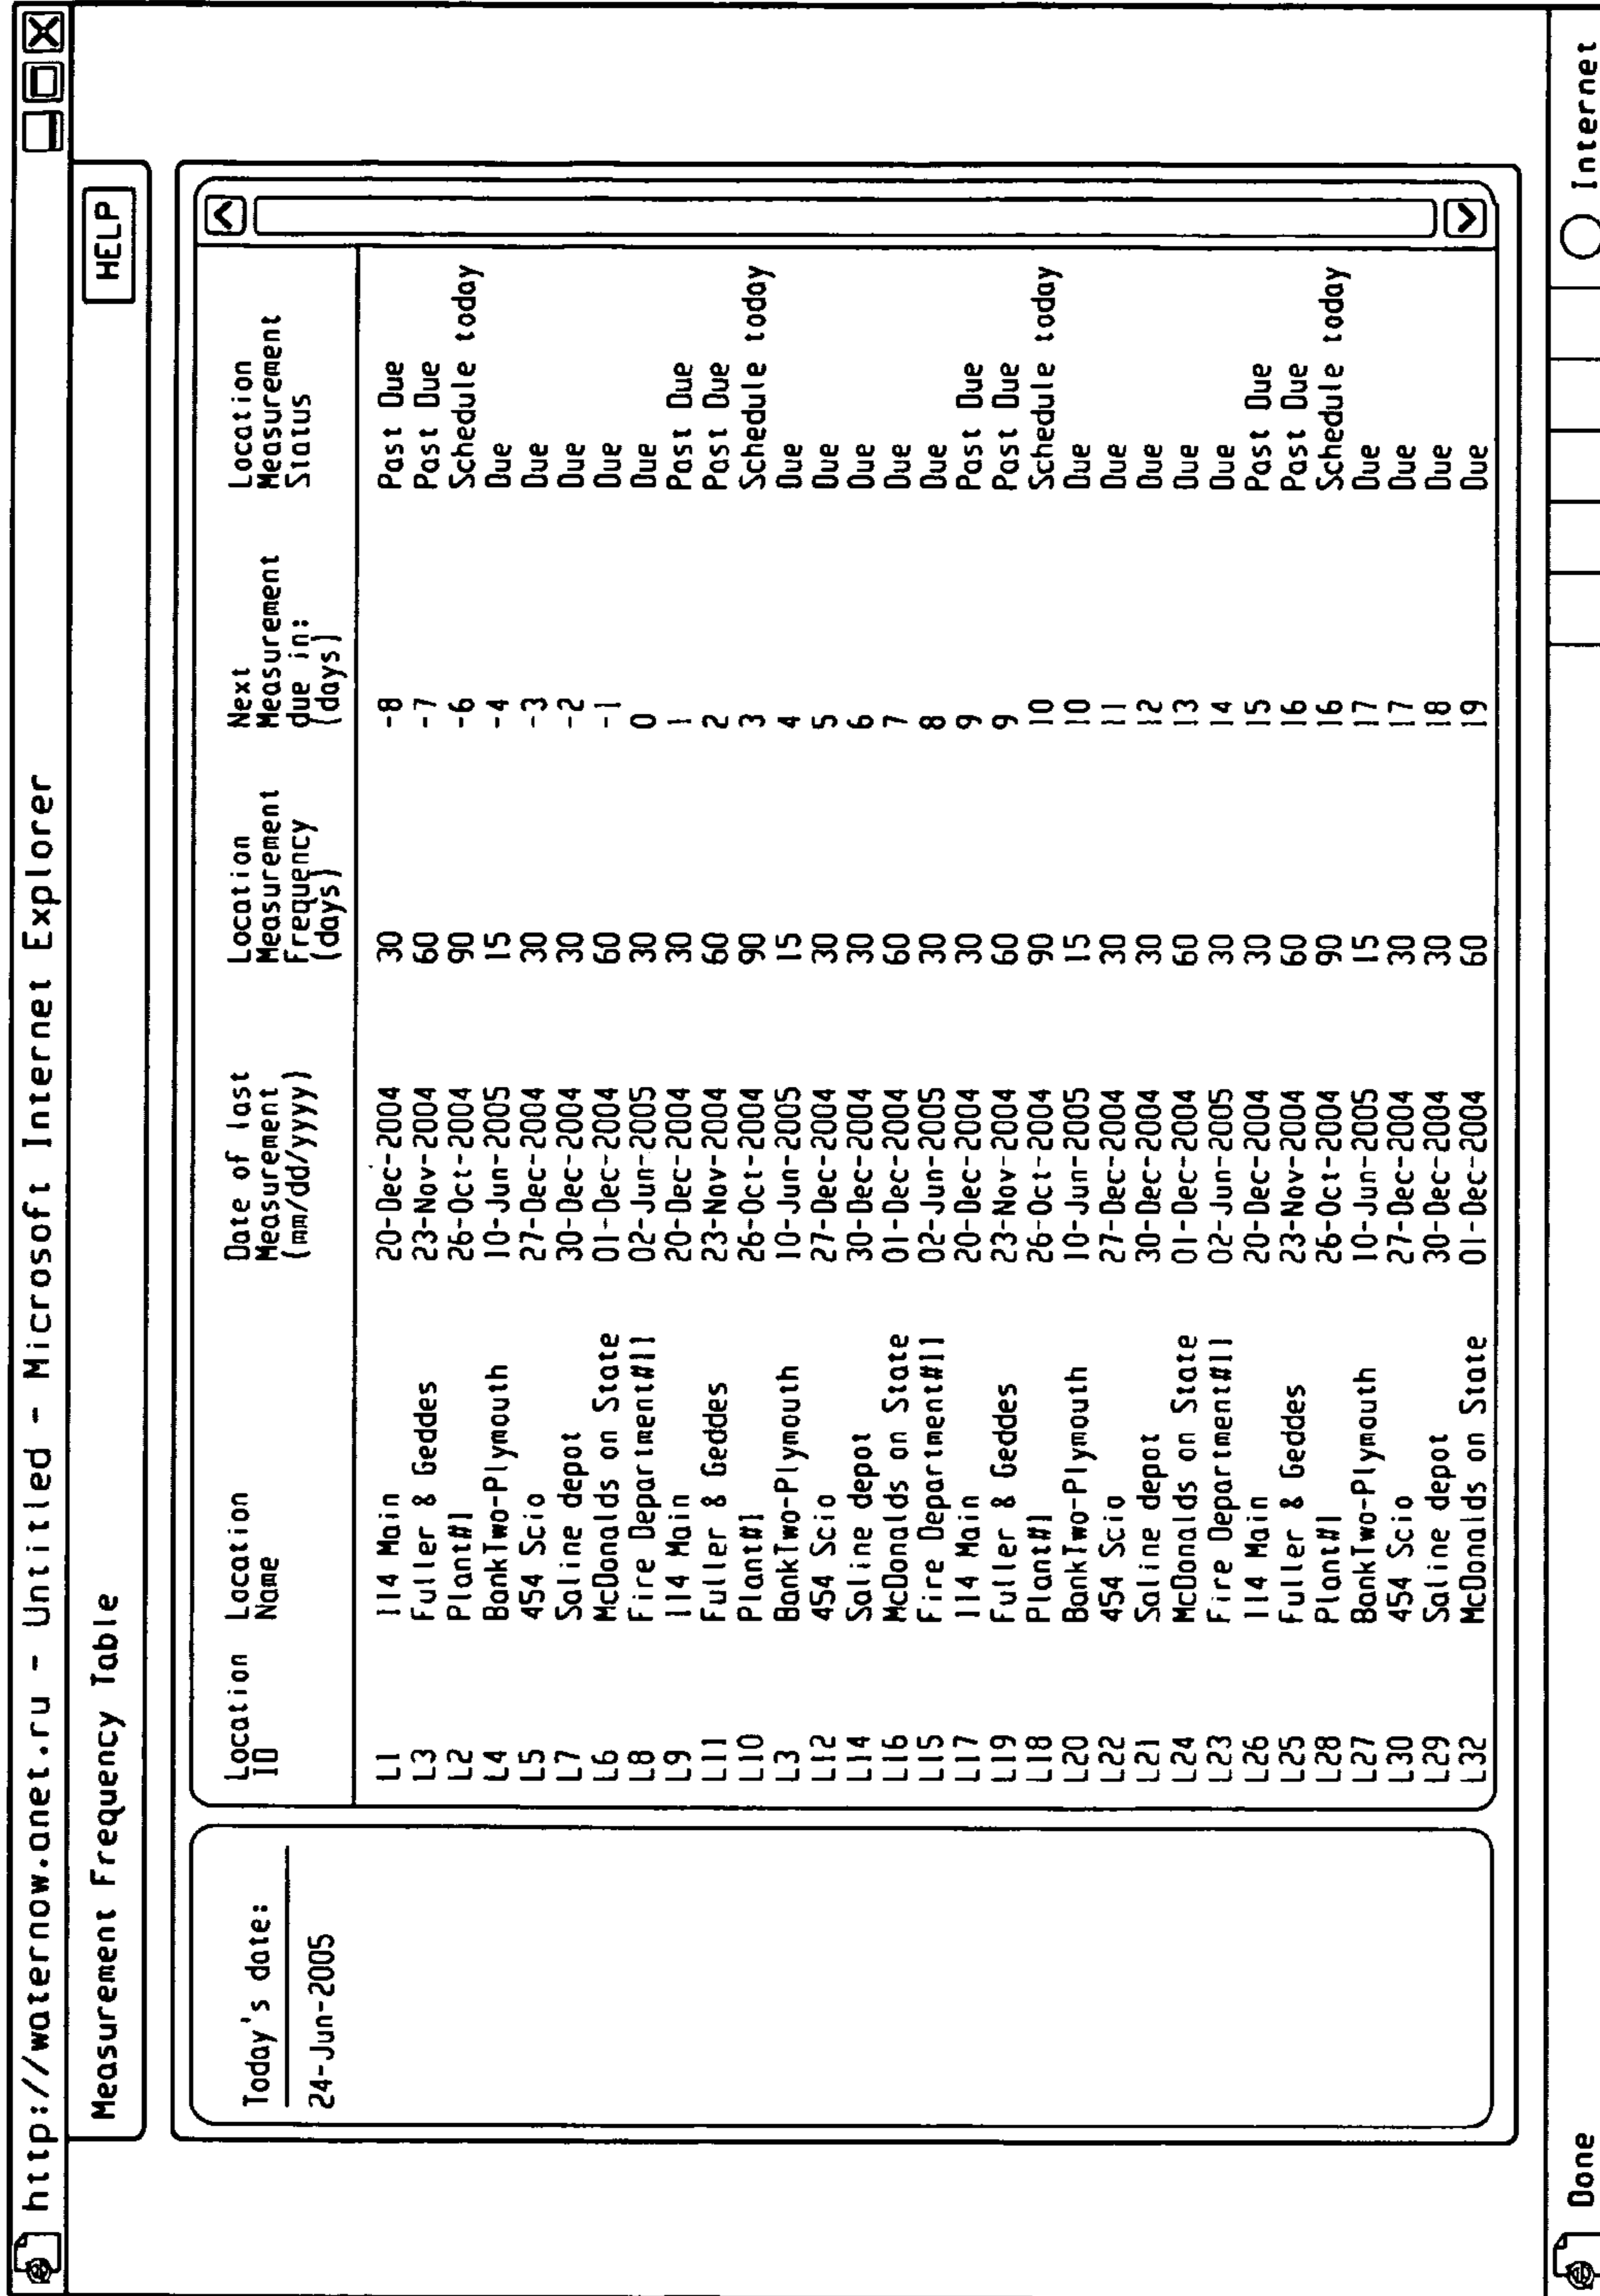 http://waternow.anet.ru - Untitled - Microsoft Internet Explorer
Measurement Frequency Table
HELP
Today's date:
24-Jun-2005
Location ID Location Name Date of last Measurement (mm/dd/yyyy) Location Measurement Frequency (days) Next Measurement due in: (days) Location Measurement Status
L1 114 Main 20-Dec-2004 30 -8 Past Due
L3 Fuller & Geddes 23-Nov-2004 60 -7 Past Due
L2 Plant#1 26-Oct-2004 90 -6 Schedule today
L4 BankTwo-Plymouth 10-Jun-2005 15 -4 Due
L5 454 Scio 27-Dec-2004 30 -3 Due
L7 Saline depot 30-Dec-2004 30 -2 Due
L6 McDonalds on State 01-Dec-2004 60 -1 Due
L8 Fire Department#11 02-Jun-2005 30 0 Due
L9 114 Main 20-Dec-2004 30 1 Past Due
L11 Fuller & Geddes 23-Nov-2004 60 2 Past Due
L10 Plant#1 26-Oct-2004 90 3 Schedule today
L3 BankTwo-Plymouth 10-Jun-2005 15 4 Due
L12 454 Scio 27-Dec-2004 30 5 Due
L14 Saline depot 30-Dec-2004 30 6 Due
L16 McDonalds on State 01-Dec-2004 60 7 Due
L15 Fire Department#11 02-Jun-2005 30 8 Due
L17 114 Main 20-Dec-2004 30 9 Past Due
L19 Fuller & Geddes 23-Nov-2004 60 9 Past Due
L18 Plant#1 26-Oct-2004 90 10 Schedule today
L20 BankTwo-Plymouth 10-Jun-2005 15 10 Due
L22 454 Scio 27-Dec-2004 30 11 Due
L21 Saline depot 30-Dec-2004 30 12 Due
L24 McDonalds on State 01-Dec-2004 60 13 Due
L23 Fire Department#11 02-Jun-2005 30 14 Due
L26 114 Main 20-Dec-2004 30 15 Past Due
L25 Fuller & Geddes 23-Nov-2004 60 16 Past Due
L28 Plant#1 26-Oct-2004 90 16 Schedule today
L27 BankTwo-Plymouth 10-Jun-2005 15 17 Due
L30 454 Scio 27-Dec-2004 30 17 Due
L29 Saline depot 30-Dec-2004 30 18 Due
L32 McDonalds on State 01-Dec-2004 60 19 Due
Done
Internet